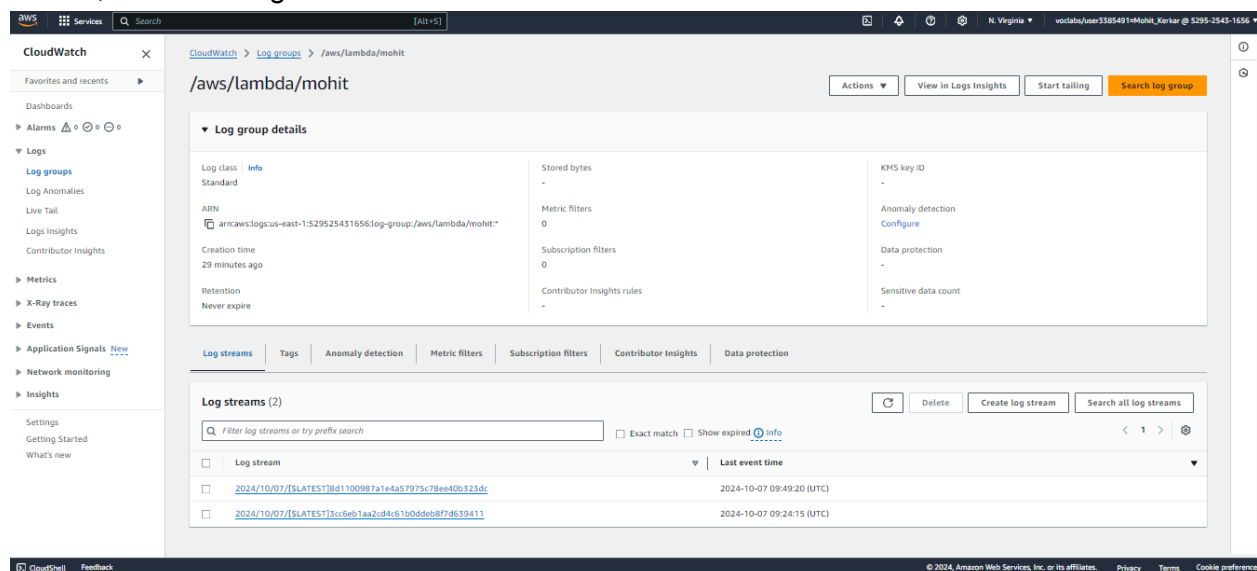 aws Services Search [Alt+S] N. Virginia voclabs/user3385491=Mohit_Kerkar @ 5295-2543-1656
CloudWatch
Favorites and recents
Dashboards
Alarms 0 0 0
Logs
Log groups
Log Anomalies
Live Tail
Logs Insights
Contributor Insights
Metrics
X-Ray traces
Events
Application Signals New
Network monitoring
Insights
Settings
Getting Started
What's new
CloudWatch > Log groups > /aws/lambda/mohit
/aws/lambda/mohit
Actions View in Logs Insights Start tailing Search log group
Log group details
Log class Info
Standard
ARN
arn:aws:logs:us-east-1:529525431656:log-group:/aws/lambda/mohit:*
Creation time
29 minutes ago
Retention
Never expire
Stored bytes
-
Metric filters
0
Subscription filters
0
Contributor Insights rules
-
KMS key ID
-
Anomaly detection
Configure
Data protection
-
Sensitive data count
-
Log streams Tags Anomaly detection Metric filters Subscription filters Contributor Insights Data protection
Log streams (2)
Delete Create log stream Search all log streams
Filter log streams or try prefix search Exact match Show expired Info < 1 >
Log stream Last event time
2024/10/07/[$LATEST]8d1100987a1e4a57975c78ee40b323dc 2024-10-07 09:49:20 (UTC)
2024/10/07/[$LATEST]3cc6eb1aa2cd4c61b0ddeb8f7d639411 2024-10-07 09:24:15 (UTC)
CloudShell Feedback © 2024, Amazon Web Services, Inc. or its affiliates. Privacy Terms Cookie preference